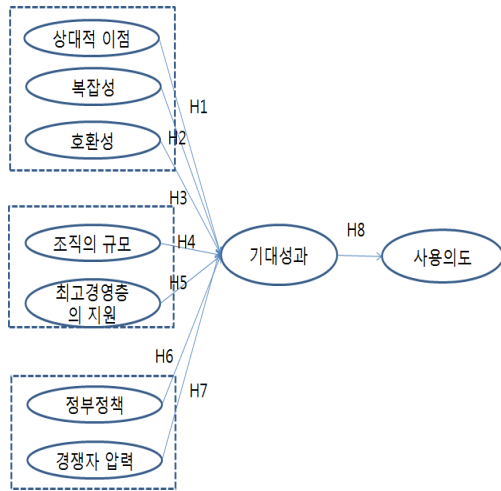 상대적 이점
복잡성
호환성
H1
H2
H3
조직의 규모
최고경영층
의 지원
H4
H5
기대성과
H8
사용의도
H6
H7
정부정책
경쟁자 압력